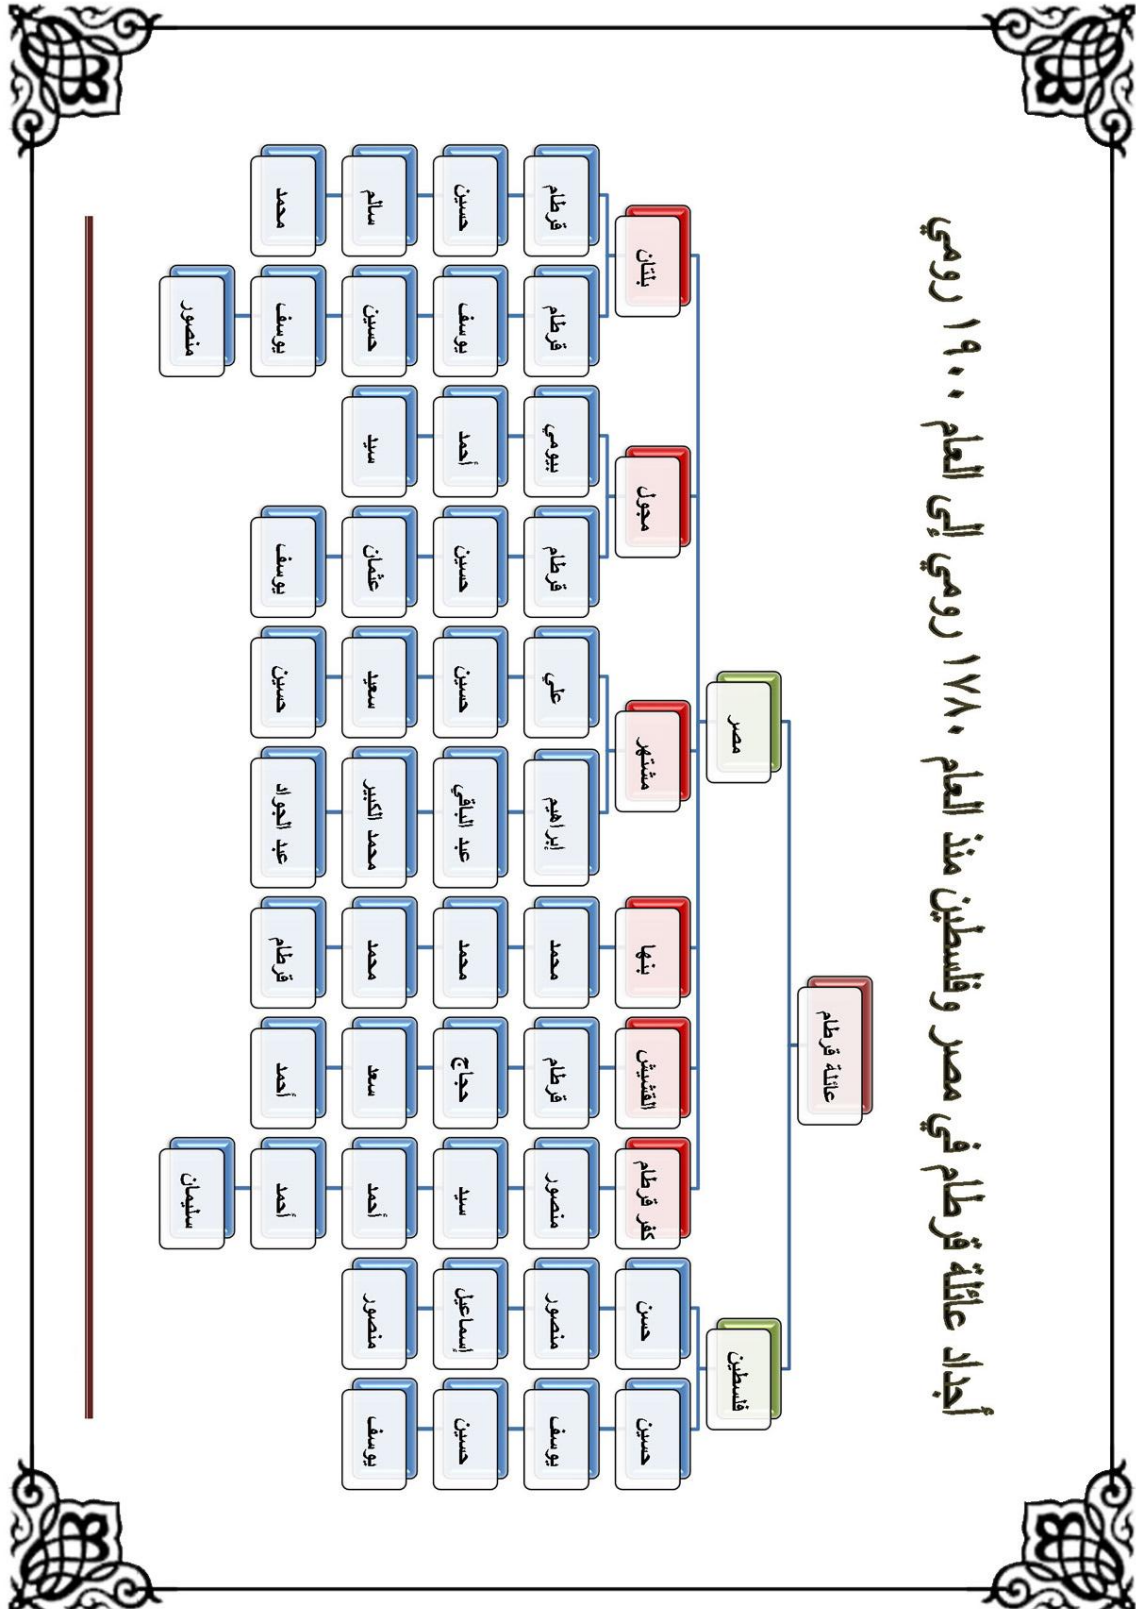 أجداد عائلة قرطام في مصر وفلسطين منذ العام ١٧٨٠ رومي إلى العام ١٩٠٠ رومي
عائلة قرطام
فلسطين
مصر
حسين
حسن
كفر قرطام
القشيش
بنها
مشتهر
مجول
بلتان
يوسف
منصور
منصور
قرطام
محمد
إبراهيم
علي
قرطام
بيومي
قرطام
قرطام
حسين
إسماعيل
سيد
حجاج
محمد
عبد الباقي
حسين
حسين
أحمد
يوسف
حسين
يوسف
منصور
أحمد
سعد
محمد
محمد الكبير
سعيد
عثمان
سيد
حسين
سالم
أحمد
أحمد
قرطام
عبد الجواد
حسين
يوسف
يوسف
محمد
سليمان
منصور